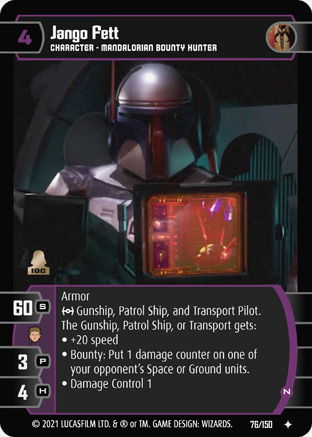 4
Jango Fett
CHARACTER - MANDALORIAN BOUNTY HUNTER
IDC
60 S
Armor
Gunship, Patrol Ship, and Transport Pilot.
The Gunship, Patrol Ship, or Transport gets:
• +20 speed
3 P
• Bounty: Put 1 damage counter on one of
your opponent's Space or Ground units.
4 H
• Damage Control 1
N
© 2021 LUCASFILM LTD. & ® or TM. GAME DESIGN: WIZARDS.
76/150